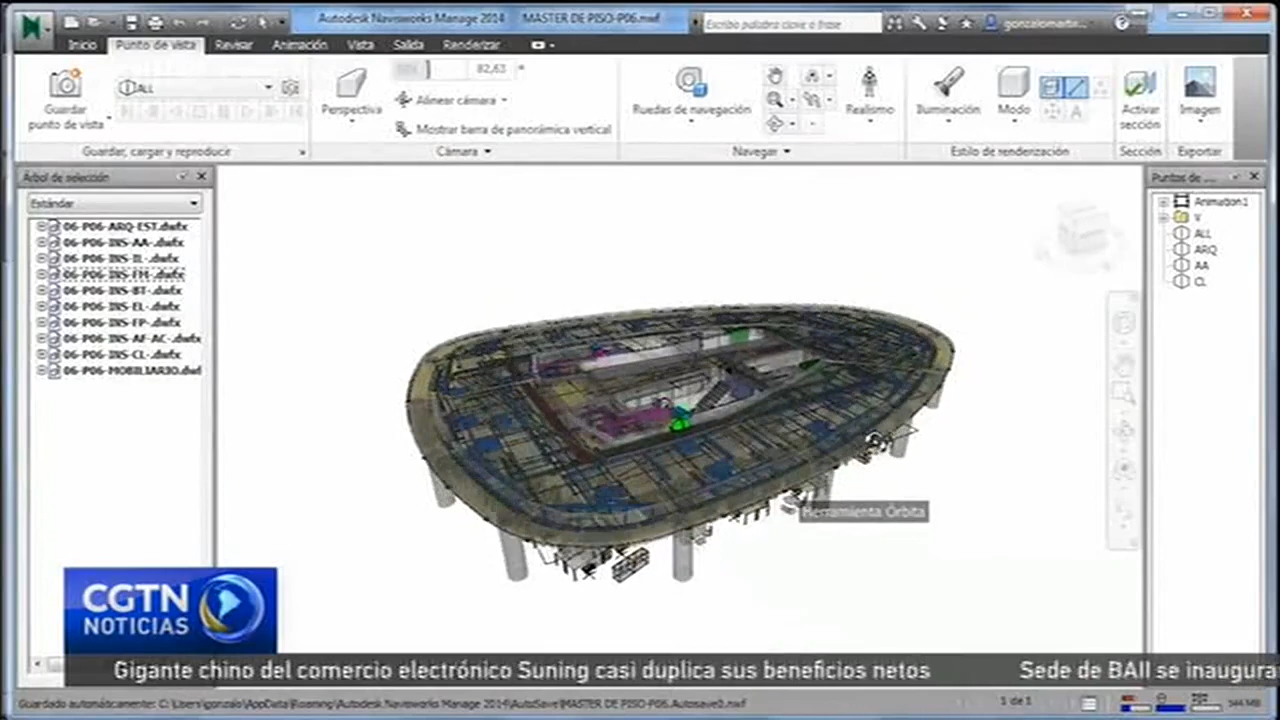 Autodesk Navisworks Manage 2014 MASTER DE PISO-P06.nwf
Escriba palabra clave o frase
gonzalomartin...
Inicio Punto de vista Revisar Animación Vista Salida Renderizar
Guardar punto de vista
ALL
Guardar, cargar y reproducir
Perspectiva
82,63 °
Alinear cámara
Mostrar barra de panorámica vertical
Cámara
Ruedas de navegación
Realismo
Navegar
Iluminación
Modo
Estilo de renderización
Activar sección
Sección
Imagen
Exportar
Árbol de selección
Estándar
06-P06-ARQ-EST.dwfx
06-P06-INS-AA-.dwfx
06-P06-INS-IL-.dwfx
06-P06-INS-FM-.dwfx
06-P06-INS-BT-.dwfx
06-P06-INS-EL-.dwfx
06-P06-INS-FP-.dwfx
06-P06-INS-AF-AC-.dwfx
06-P06-INS-CL-.dwfx
06-P06-MOBILIARIO.dwf
Puntos de ...
Animation1
V
ALL
ARQ
AA
CL
Herramienta Órbita
CGTN
NOTICIAS
Gigante chino del comercio electrónico Suning casi duplica sus beneficios netos Sede de BAII se inaugura
Guardado automáticamente: C:\Users\gonzalo\AppData\Roaming\Autodesk Navisworks Manage 2014\AutoSave\MASTER DE PISO-P06.Autosave0.nwf
1 de 1
344 MB